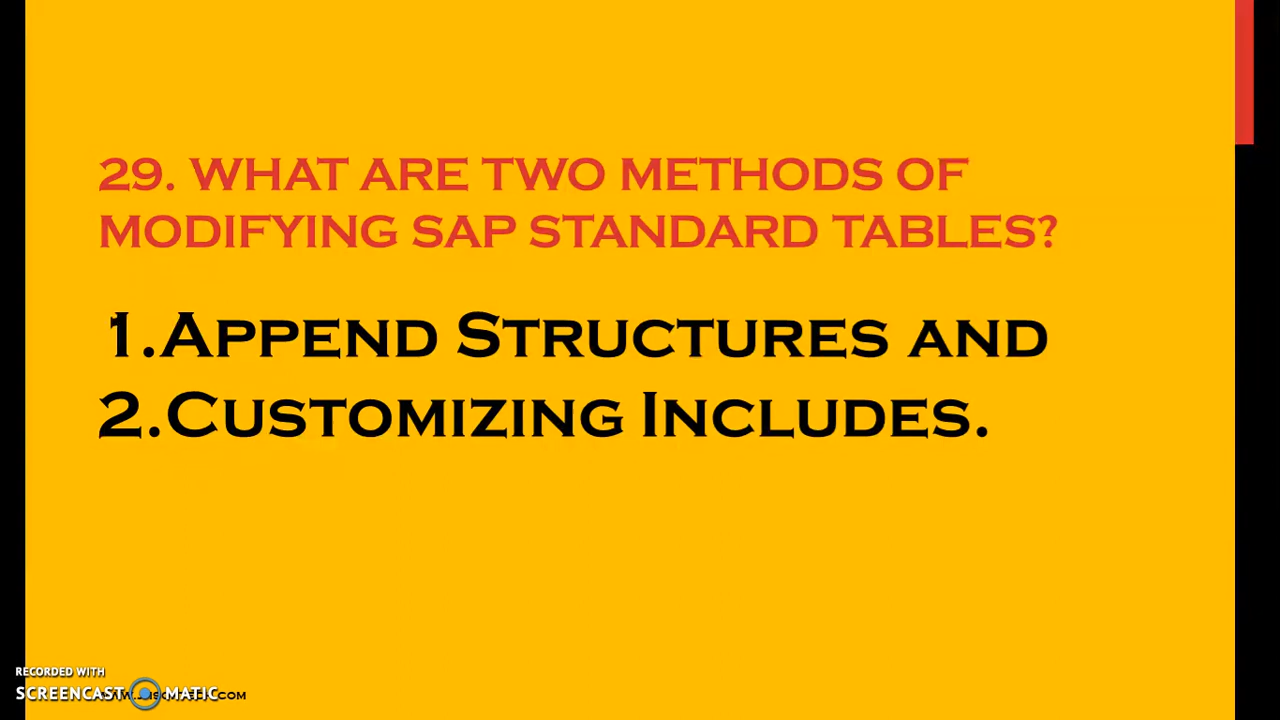 29. WHAT ARE TWO METHODS OF
MODIFYING SAP STANDARD TABLES?
1.APPEND STRUCTURES AND
2.CUSTOMIZING INCLUDES.
RECORDED WITH
SCREENCAST MATIC